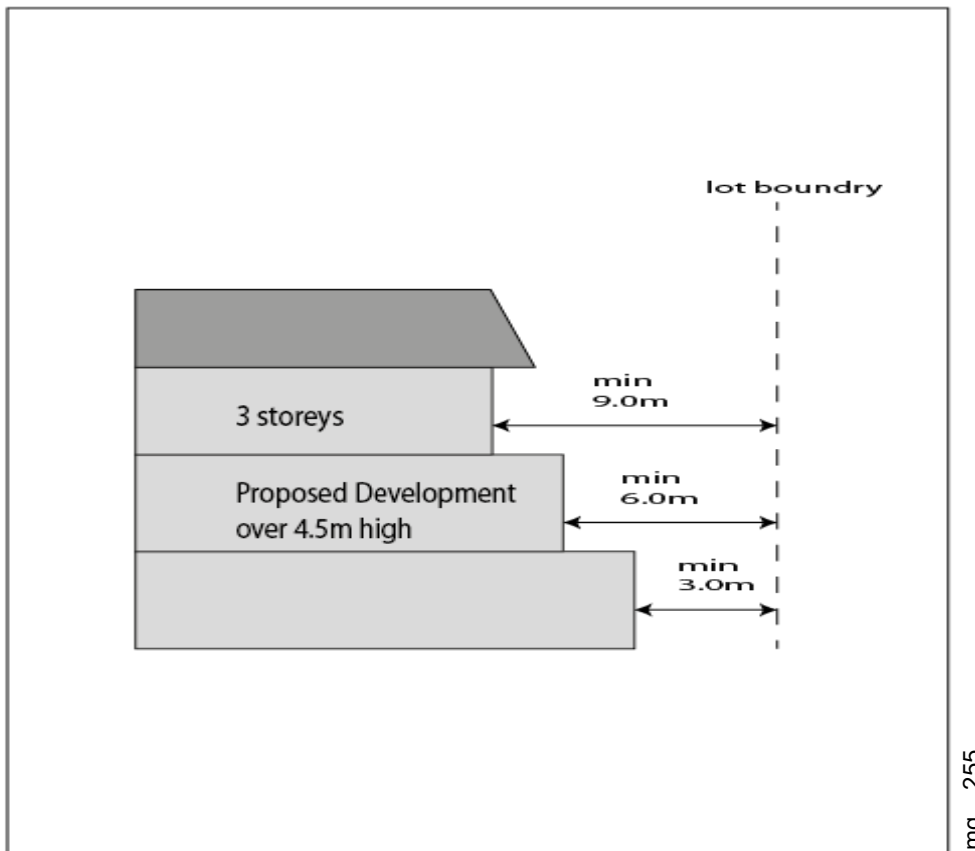 lot boundry
min
9.0m
3 storeys
min
6.0m
Proposed Development
over 4.5m high
min
3.0m
255